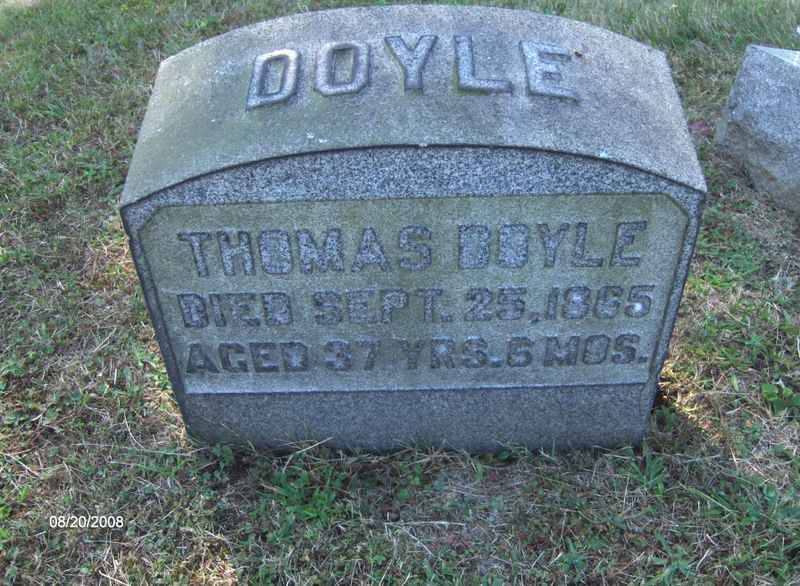 DOYLE
THOMAS DOYLE
DIED SEPT. 25, 1865
AGED 37 YRS. 6 MOS.
08/20/2008